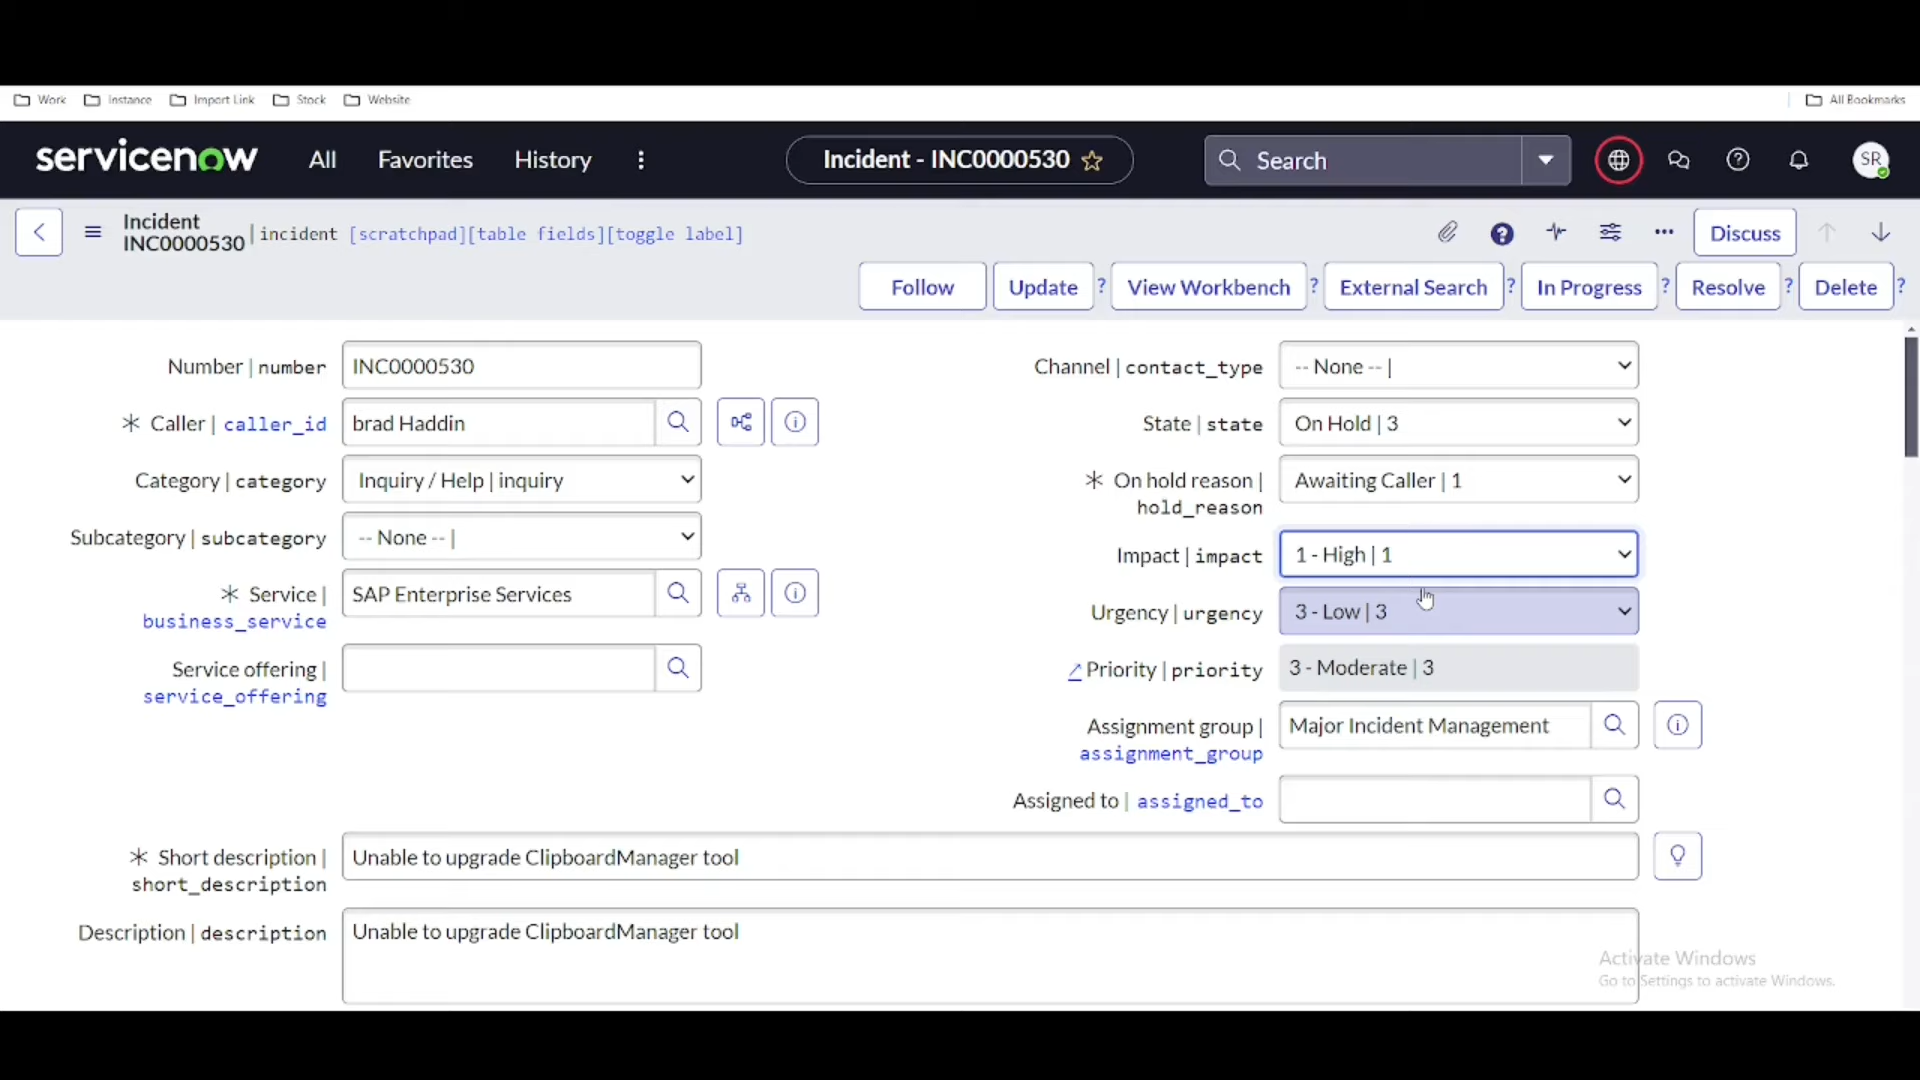 Work Instance Import Link Stock Website All Bookmarks
servicenow All Favorites History Incident - INC0000530 Search SR
Incident
INC0000530 | incident [scratchpad][table fields][toggle label] Discuss
Follow Update ? View Workbench ? External Search ? In Progress ? Resolve ? Delete ?
Number | number INC0000530
Channel | contact_type -- None -- |
* Caller | caller_id brad Haddin
State | state On Hold | 3
Category | category Inquiry / Help | inquiry
* On hold reason | Awaiting Caller | 1
hold_reason
Subcategory | subcategory -- None -- |
Impact | impact 1 - High | 1
* Service | SAP Enterprise Services
business_service
Urgency | urgency 3 - Low | 3
Service offering |
service_offering
Priority | priority 3 - Moderate | 3
Assignment group | Major Incident Management
assignment_group
Assigned to | assigned_to
* Short description | Unable to upgrade ClipboardManager tool
short_description
Description | description Unable to upgrade ClipboardManager tool
Activate Windows
Go to Settings to activate Windows.